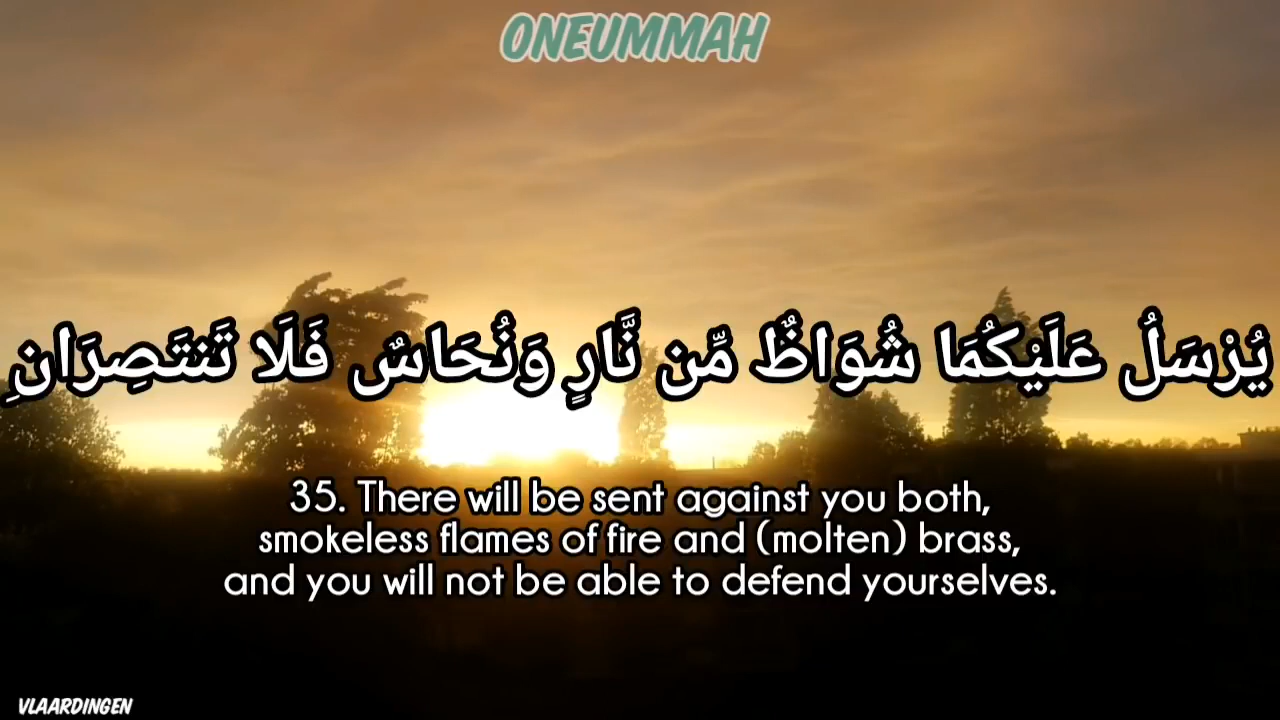 ONEUMMAH
يُرْسَلُ عَلَيْكُمَا شُوَاظٌ مِّن نَّارٍ وَنُحَاسٌ فَلَا تَنتَصِرَانِ
35. There will be sent against you both,
smokeless flames of fire and (molten) brass,
and you will not be able to defend yourselves.
VLAARDINGEN